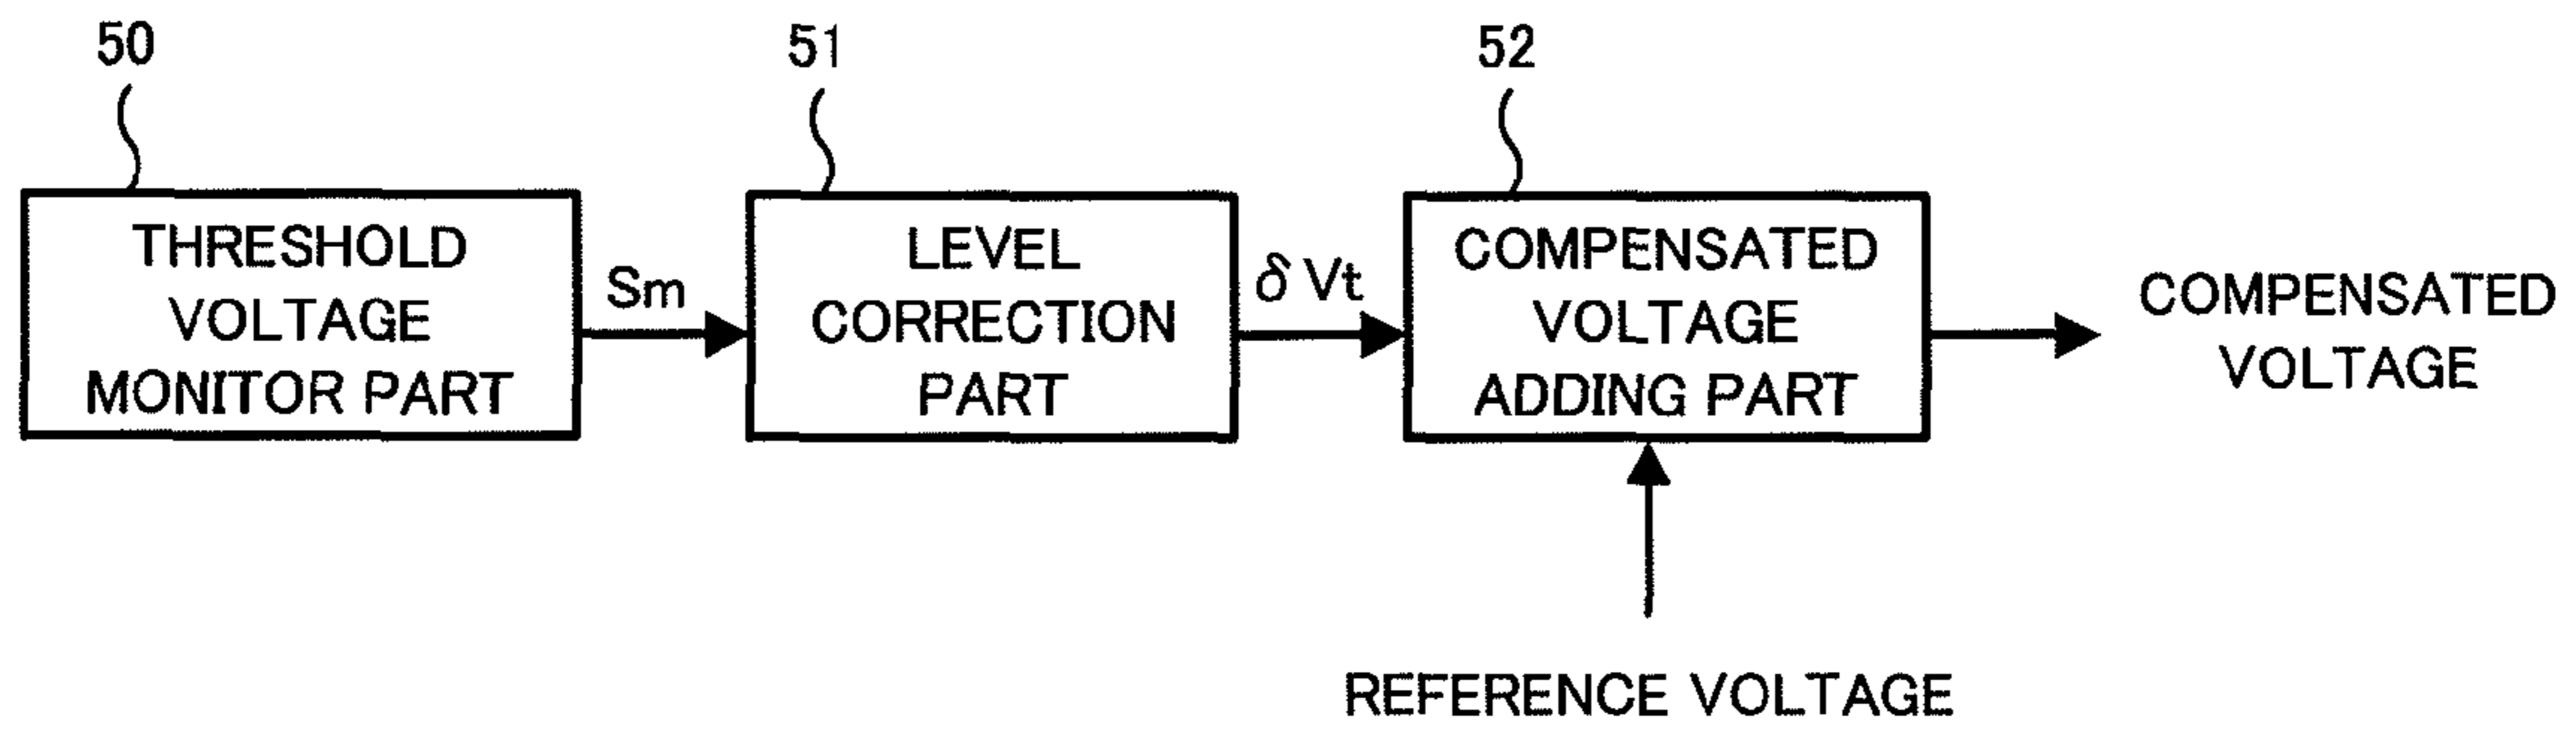 50
51
52
THRESHOLD
VOLTAGE
MONITOR PART
Sm
LEVEL
CORRECTION
PART
δVt
COMPENSATED
VOLTAGE
ADDING PART
COMPENSATED
VOLTAGE
REFERENCE VOLTAGE